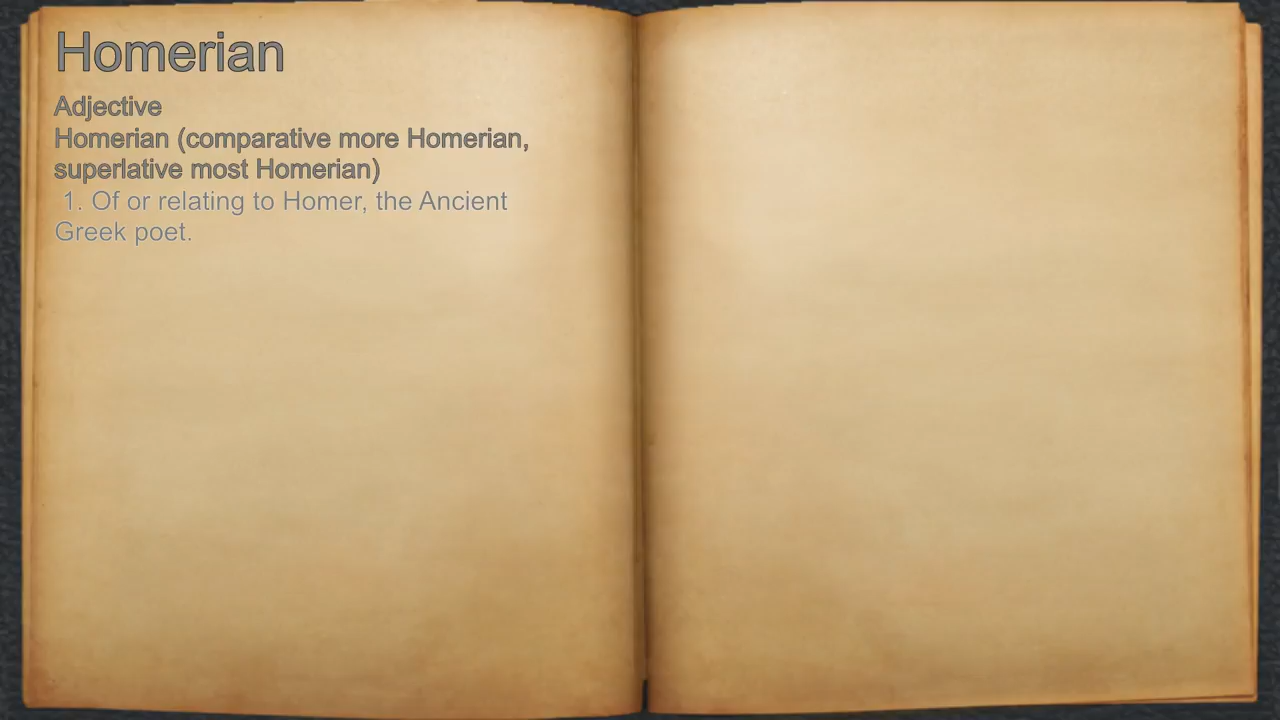 Homerian
Adjective
Homerian (comparative more Homerian,
superlative most Homerian)
1. Of or relating to Homer, the Ancient
Greek poet.